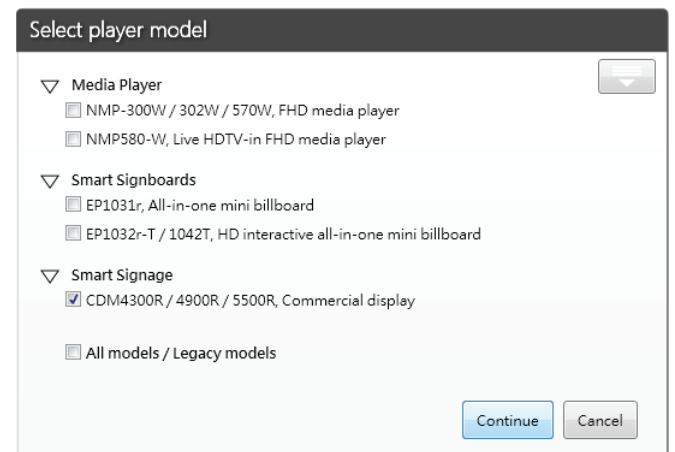 Select player model
Media Player
NMP-300W / 302W / 570W, FHD media player
NMP580-W, Live HDTV-in FHD media player
Smart Signboards
EP1031r, All-in-one mini billboard
EP1032r-T / 1042T, HD interactive all-in-one mini billboard
Smart Signage
CDM4300R / 4900R / 5500R, Commercial display
All models / Legacy models
Continue Cancel